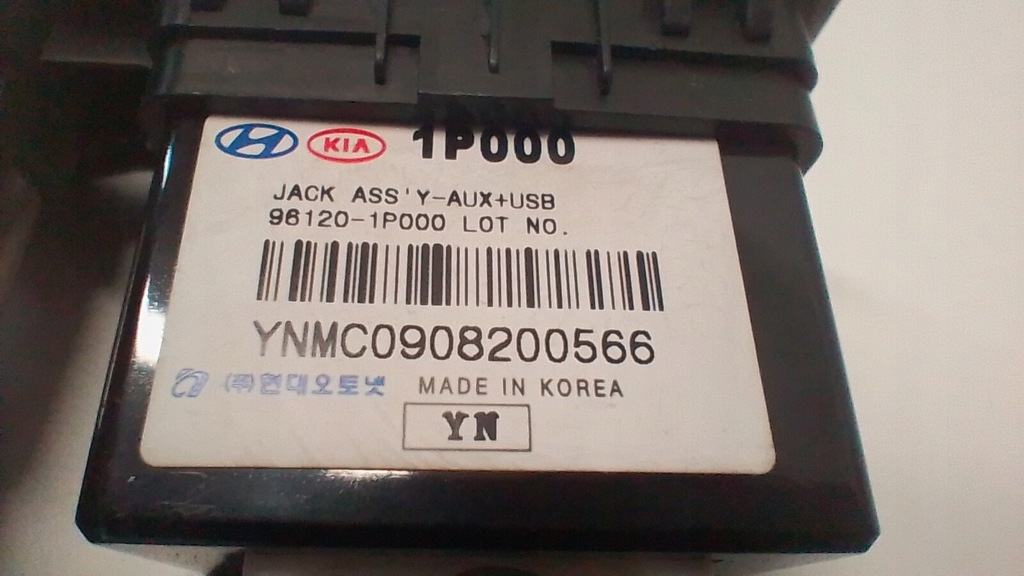 KIA 1P000
JACK ASS'Y-AUX+USB
96120-1P000 LOT NO.
YNMC0908200566
(주)현대오토넷 MADE IN KOREA
YN